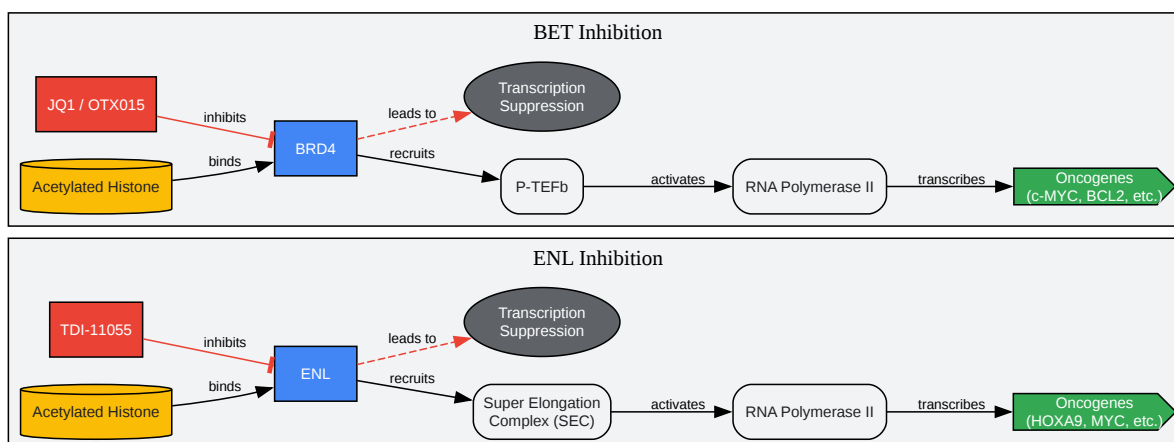 BET Inhibition
JQ1 / OTX015
inhibits
Acetylated Histone
binds
BRD4
leads to
Transcription
Suppression
recruits
P-TEFb
activates
RNA Polymerase II
transcribes
Oncogenes
(c-MYC, BCL2, etc.)
ENL Inhibition
TDI-11055
inhibits
Acetylated Histone
binds
ENL
leads to
Transcription
Suppression
recruits
Super Elongation
Complex (SEC)
activates
RNA Polymerase II
transcribes
Oncogenes
(HOXA9, MYC, etc.)